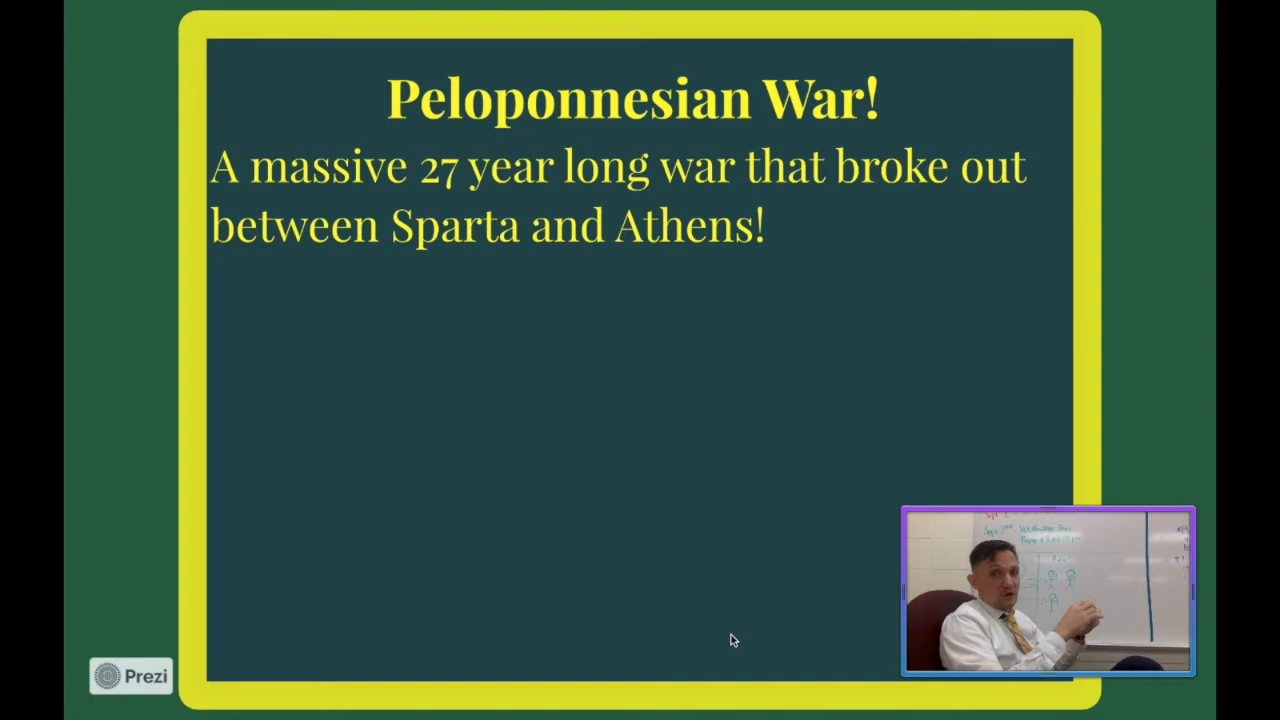 Peloponnesian War!
A massive 27 year long war that broke out
between Sparta and Athens!
Prezi